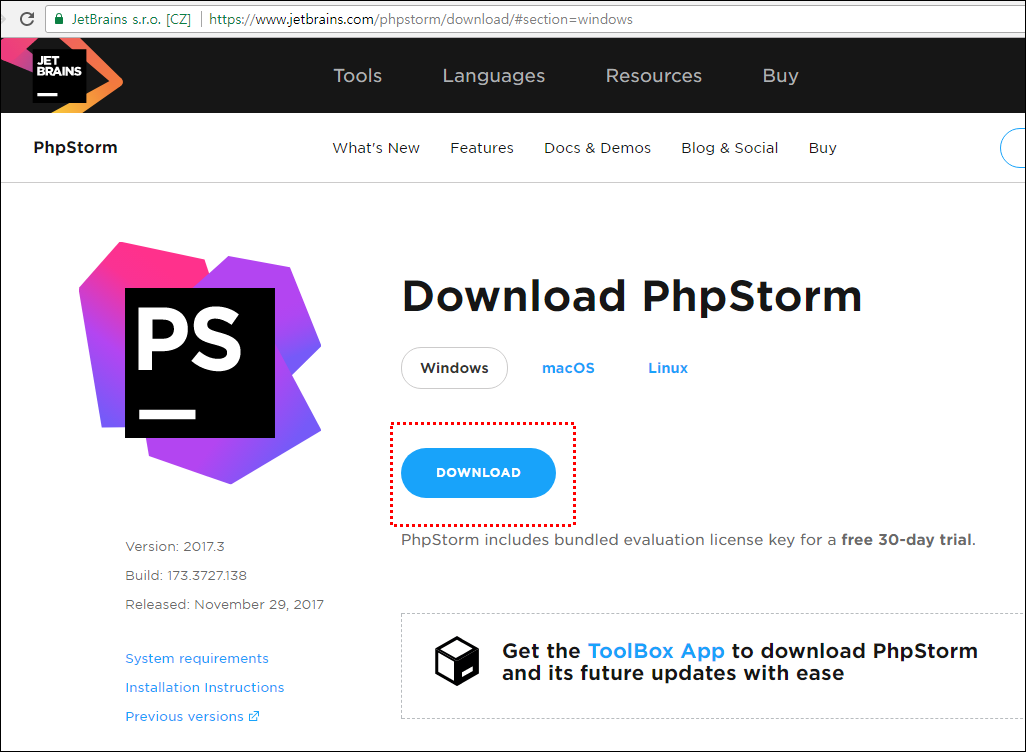 JetBrains s.r.o. [CZ] | https://www.jetbrains.com/phpstorm/download/#section=windows
JET
BRAINS
Tools Languages Resources Buy
PhpStorm What's New Features Docs & Demos Blog & Social Buy
PS
Download PhpStorm
Windows macOS Linux
DOWNLOAD
PhpStorm includes bundled evaluation license key for a free 30-day trial.
Version: 2017.3
Build: 173.3727.138
Released: November 29, 2017
System requirements
Installation Instructions
Previous versions
Get the ToolBox App to download PhpStorm
and its future updates with ease